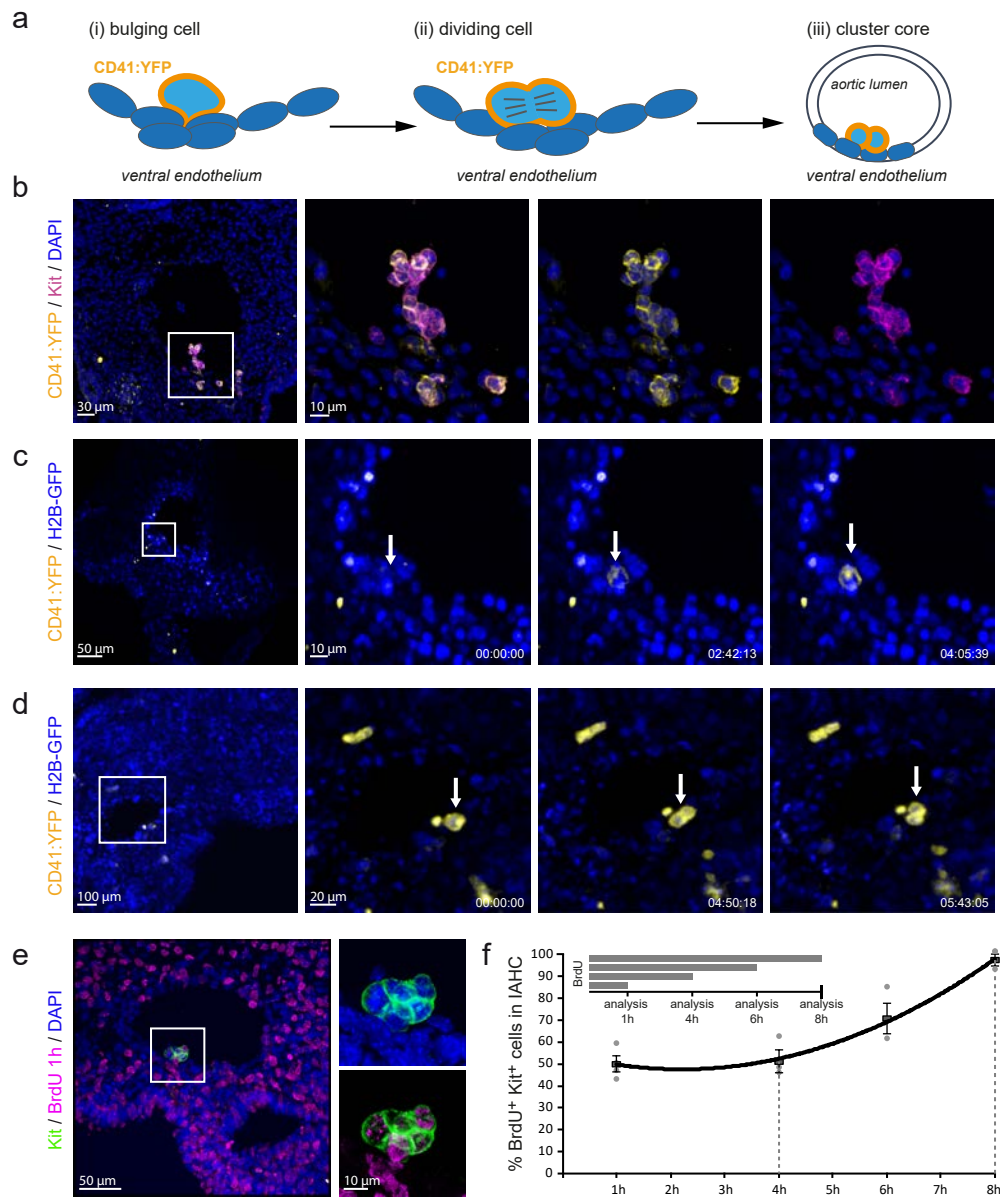 a
(i) bulging cell
(ii) dividing cell
(iii) cluster core
CD41:YFP
CD41:YFP
aortic lumen
ventral endothelium
ventral endothelium
ventral endothelium
b
CD41:YFP / Kit / DAPI
30 µm
10 µm
c
CD41:YFP / H2B-GFP
50 µm
10 µm
00:00:00
02:42:13
04:05:39
d
CD41:YFP / H2B-GFP
100 µm
20 µm
00:00:00
04:50:18
05:43:05
e
Kit / BrdU 1h / DAPI
50 µm
10 µm
f
% BrdU⁺ Kit⁺ cells in IAHC
100
90
80
70
60
50
40
30
20
10
0
BrdU
analysis analysis analysis analysis
1h 4h 6h 8h
1h 2h 3h 4h 5h 6h 7h 8h